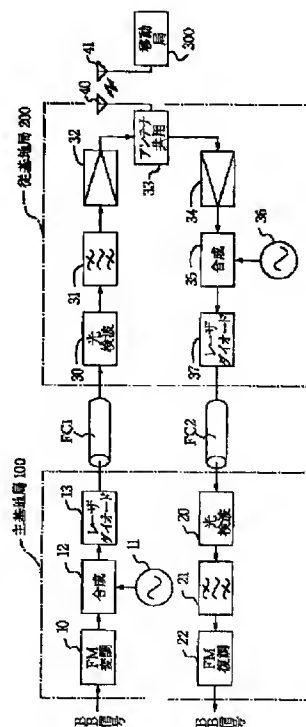 主基地局 100
従基地局 200
BB信号
10
FM変調
12
合成
11
13
レーザダイオード
FC1
30
光検波
31
32
40
41
アンテナ共用
33
移動局
300
34
35
合成
36
37
レーザダイオード
FC2
20
光検波
21
22
FM復調
BB信号